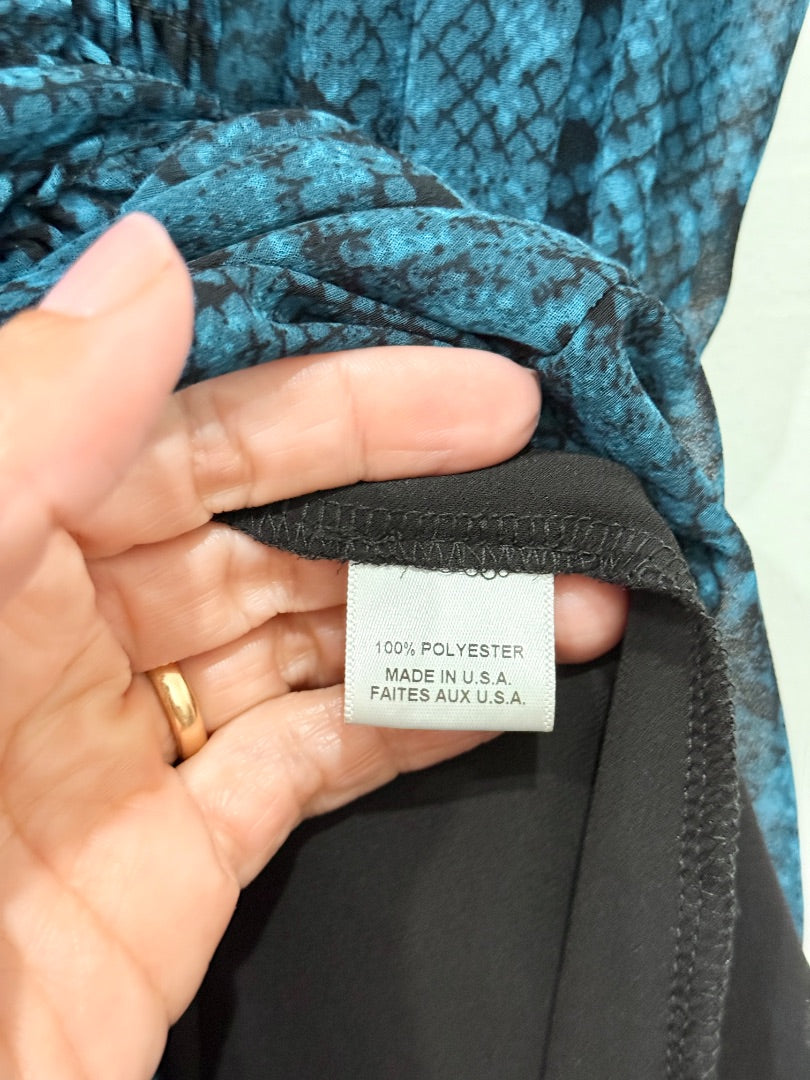 100% POLYESTER
MADE IN U.S.A.
FAITES AUX U.S.A.